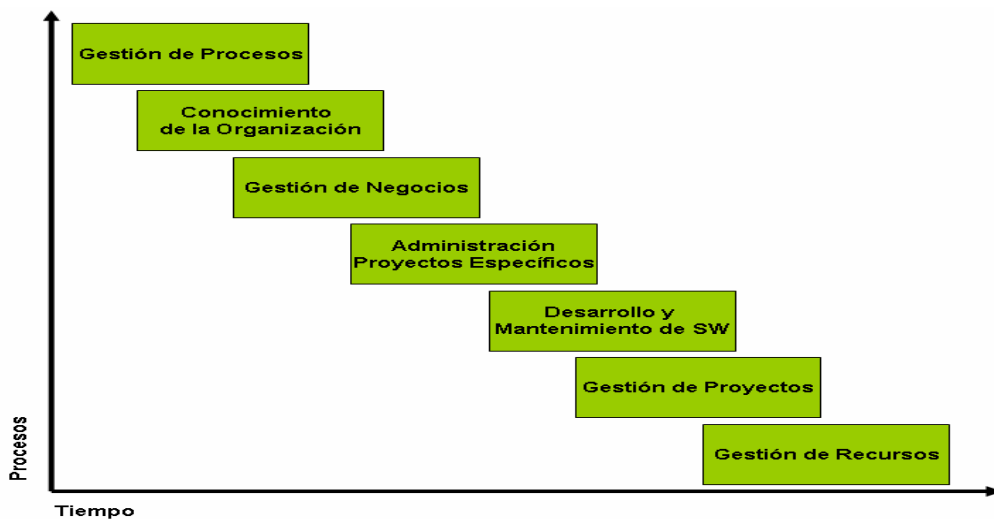 Gestión de Procesos
Conocimiento
de la Organización
Gestión de Negocios
Administración
Proyectos Específicos
Desarrollo y
Mantenimiento de SW
Gestión de Proyectos
Gestión de Recursos
Procesos
Tiempo